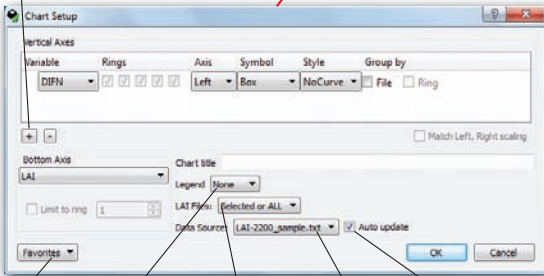 Chart Setup
Vertical Axes
Variable Rings Axis Symbol Style Group by
DIFN Left Box NoCurve File Ring
+ -
Match Left, Right scaling
Bottom Axis
LAI
Limit to ring 1
Chart title
Legend None
LAI Files: Selected or ALL
Data Source: LAI-2200_sample.txt Auto update
Favorites
OK Cancel